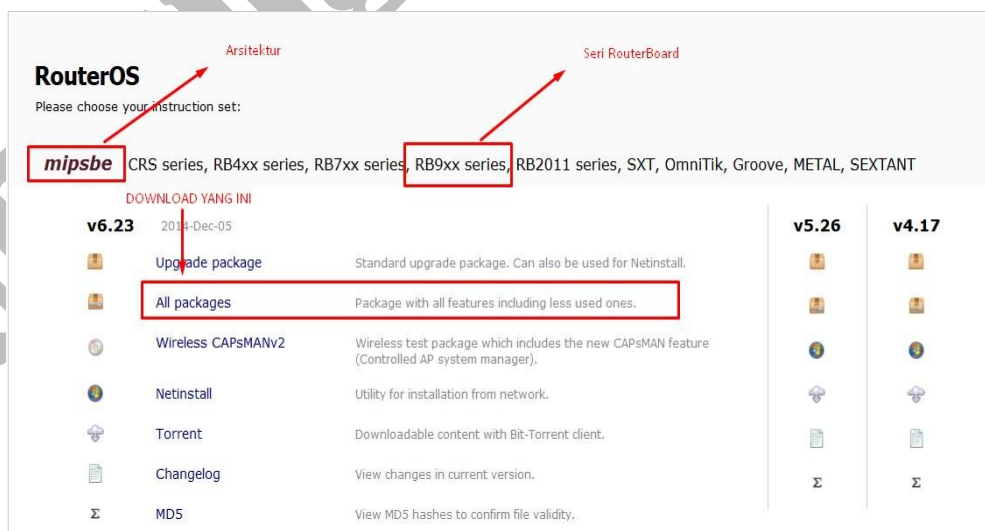 Arsitektur
Seri RouterBoard
RouterOS
Please choose your instruction set:
mipsbe CRS series, RB4xx series, RB7xx series, RB9xx series, RB2011 series, SXT, OmniTik, Groove, METAL, SEXTANT
DOWNLOAD YANG INI
v6.23 2014-Dec-05 v5.26 v4.17
Upgrade package Standard upgrade package. Can also be used for Netinstall.
All packages Package with all features including less used ones.
Wireless CAPsMANv2 Wireless test package which includes the new CAPsMAN feature
(Controlled AP system manager).
Netinstall Utility for installation from network.
Torrent Downloadable content with Bit-Torrent client.
Changelog View changes in current version.
Σ Σ
Σ MD5 View MD5 hashes to confirm file validity.